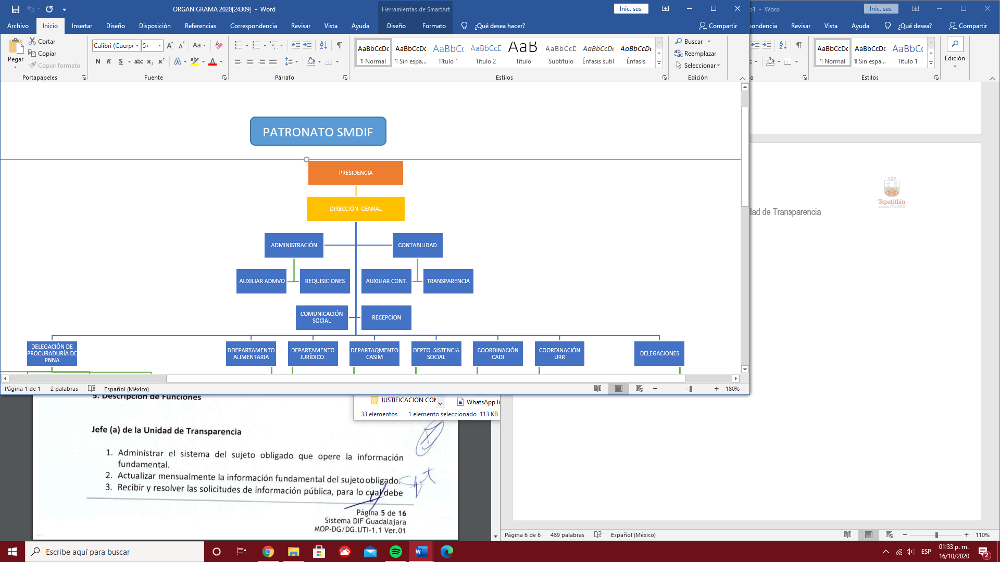 ORGANIGRAMA 2020[24309] - Word
Herramientas de SmartArt
Inic. ses.
Archivo Inicio Insertar Diseño Disposición Referencias Correspondencia Revisar Vista Ayuda Diseño Formato ¿Qué desea hacer? Compartir
Pegar
Cortar
Copiar
Copiar formato
Portapapeles
Calibri (Cuerpo 5+
N K S abc x₂ x²
Fuente
Párrafo
AaBbCcDc AaBbCcDc AaBbCc AaBbCcD AaB AaBbCcD AaBbCcDc AaBbCcDc
¶ Normal ¶ Sin espa... Título 1 Título 2 Título Subtítulo Énfasis sutil Énfasis
Estilos
Buscar
Reemplazar
Seleccionar
Edición
PATRONATO SMDIF
PRESIDENCIA
DIRECCIÓN GENRAL
ADMINISTRACIÓN
CONTABILIDAD
AUXILIAR ADMVO
REQUISICIONES
AUXILIAR CONT.
TRANSPARENCIA
COMUNICACIÓN
SOCIAL
RECEPCION
DELEGACIÓN DE
PROCURADURÍA DE
PNNA
DDEPARTAMENTO
ALIMENTARIA
DEPARTAMENTO
JURÍDICO.
DEPARTAQMENTO
CASIM
DEPTO. SISTENCIA
SOCIAL
COORDINACIÓN
CADI
COORDINACIÓN
URR
DELEGACIONES
Página 1 de 1 2 palabras Español (México) 180%
o1 - Word
Inic. ses.
pondencia Revisar Vista Ayuda ¿Qué desea? Compartir
AaBbCcDc AaBbCcDc AaBbCc
¶ Normal ¶ Sin espa... Título 1
Estilos
Edición
Tepatitlán
dad de Transparencia
Página 6 de 6 489 palabras Español (México) 110%
JUSTIFICACION COM
WhatsApp Ir
33 elementos 1 elemento seleccionado 113 KB
5. Descripción de Funciones
Jefe (a) de la Unidad de Transparencia
1. Administrar el sistema del sujeto obligado que opere la información
fundamental.
2. Actualizar mensualmente la información fundamental del sujeto obligado.
3. Recibir y resolver las solicitudes de información pública, para lo cual debe
Página 5 de 16
Sistema DIF Guadalajara
MOP-DG/DG.UTI-1.1 Ver.01
Escribe aquí para buscar
ESP
01:33 p. m.
16/10/2020
2